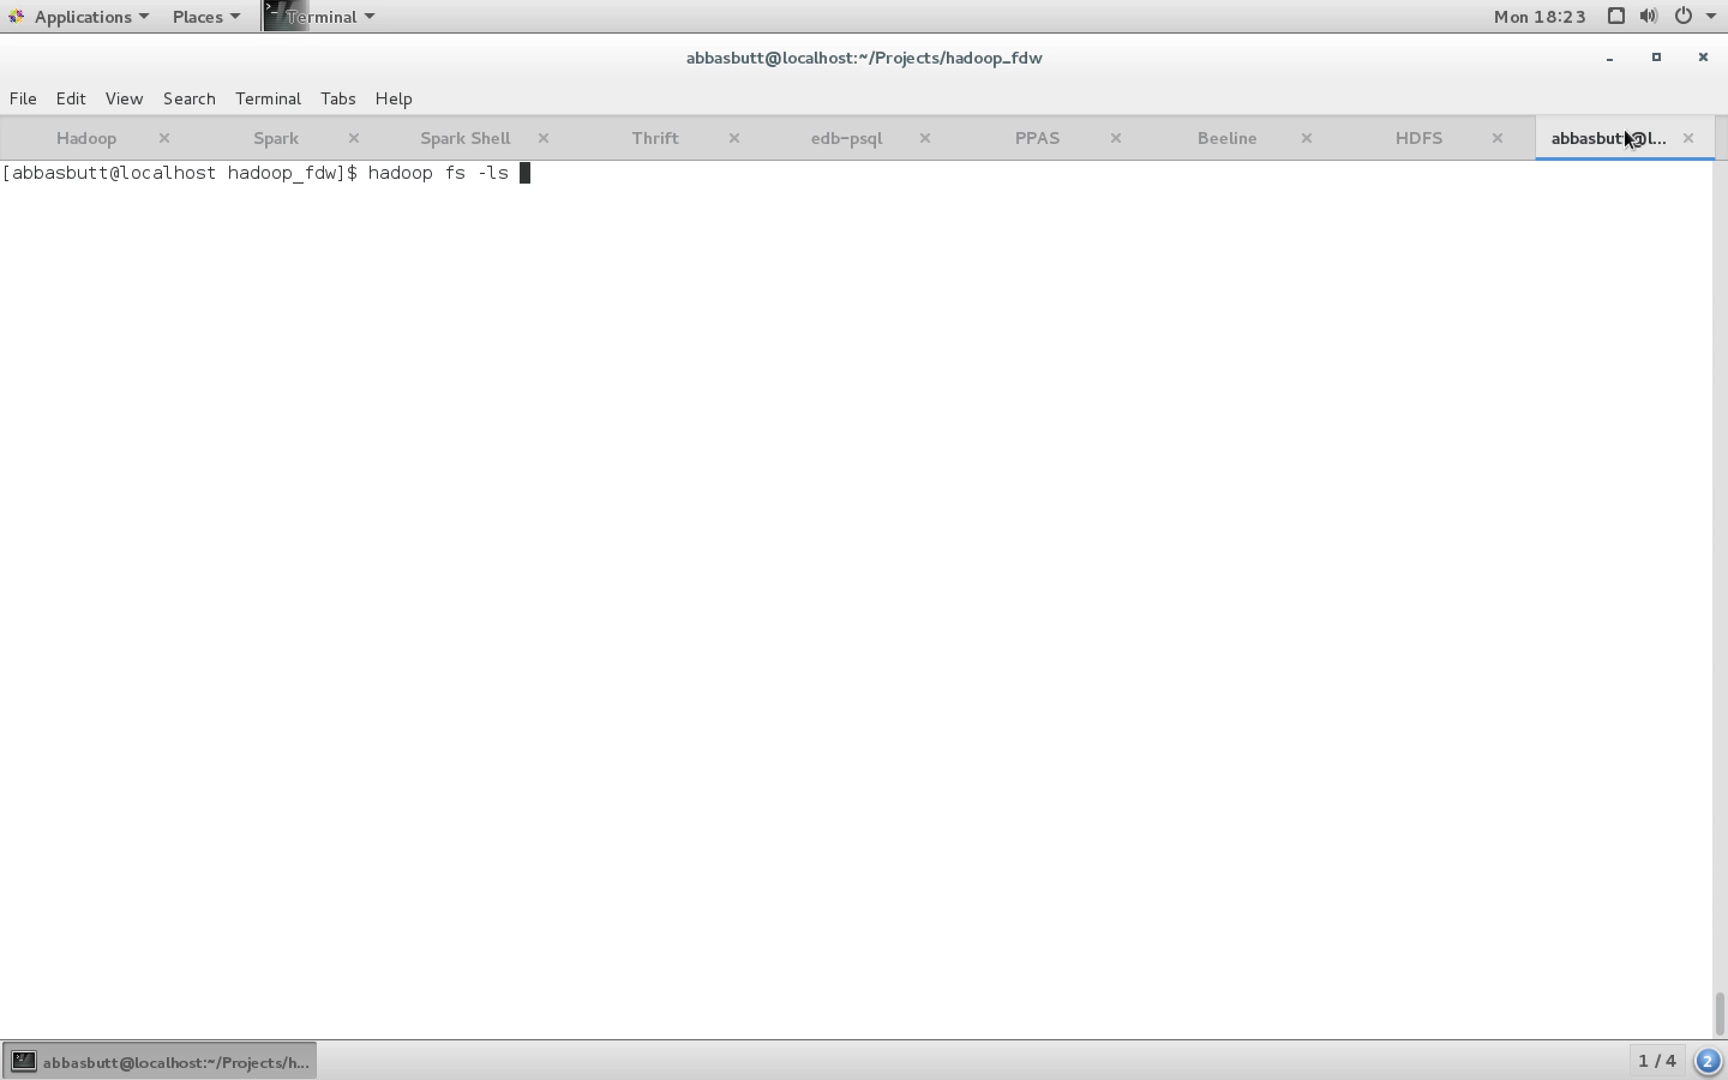 Applications Places Terminal Mon 18:23
abbasbutt@localhost:~/Projects/hadoop_fdw
File Edit View Search Terminal Tabs Help
Hadoop Spark Spark Shell Thrift edb-psql PPAS Beeline HDFS abbasbutt@l...
[abbasbutt@localhost hadoop_fdw]$ hadoop fs -ls
abbasbutt@localhost:~/Projects/h... 1 / 4 2